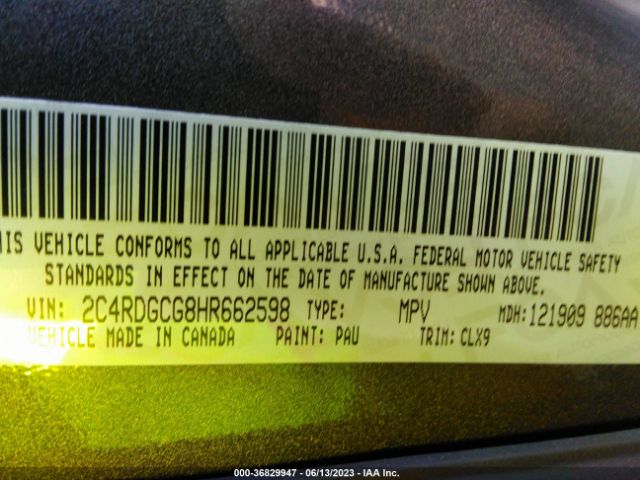 THIS VEHICLE CONFORMS TO ALL APPLICABLE U.S.A. FEDERAL MOTOR VEHICLE SAFETY
STANDARDS IN EFFECT ON THE DATE OF MANUFACTURE SHOWN ABOVE.
VIN: 2C4RDGCG8HR662598 TYPE: MPV MDH: 121909 886AA
VEHICLE MADE IN CANADA PAINT: PAU TRIM: CLX9
000-36829947 - 06/13/2023 - IAA Inc.